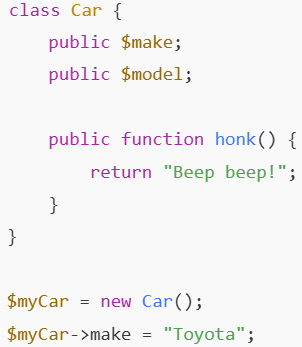 class Car {
    public $make;
    public $model;

    public function honk() {
        return "Beep beep!";
    }
}

$myCar = new Car();
$myCar->make = "Toyota";